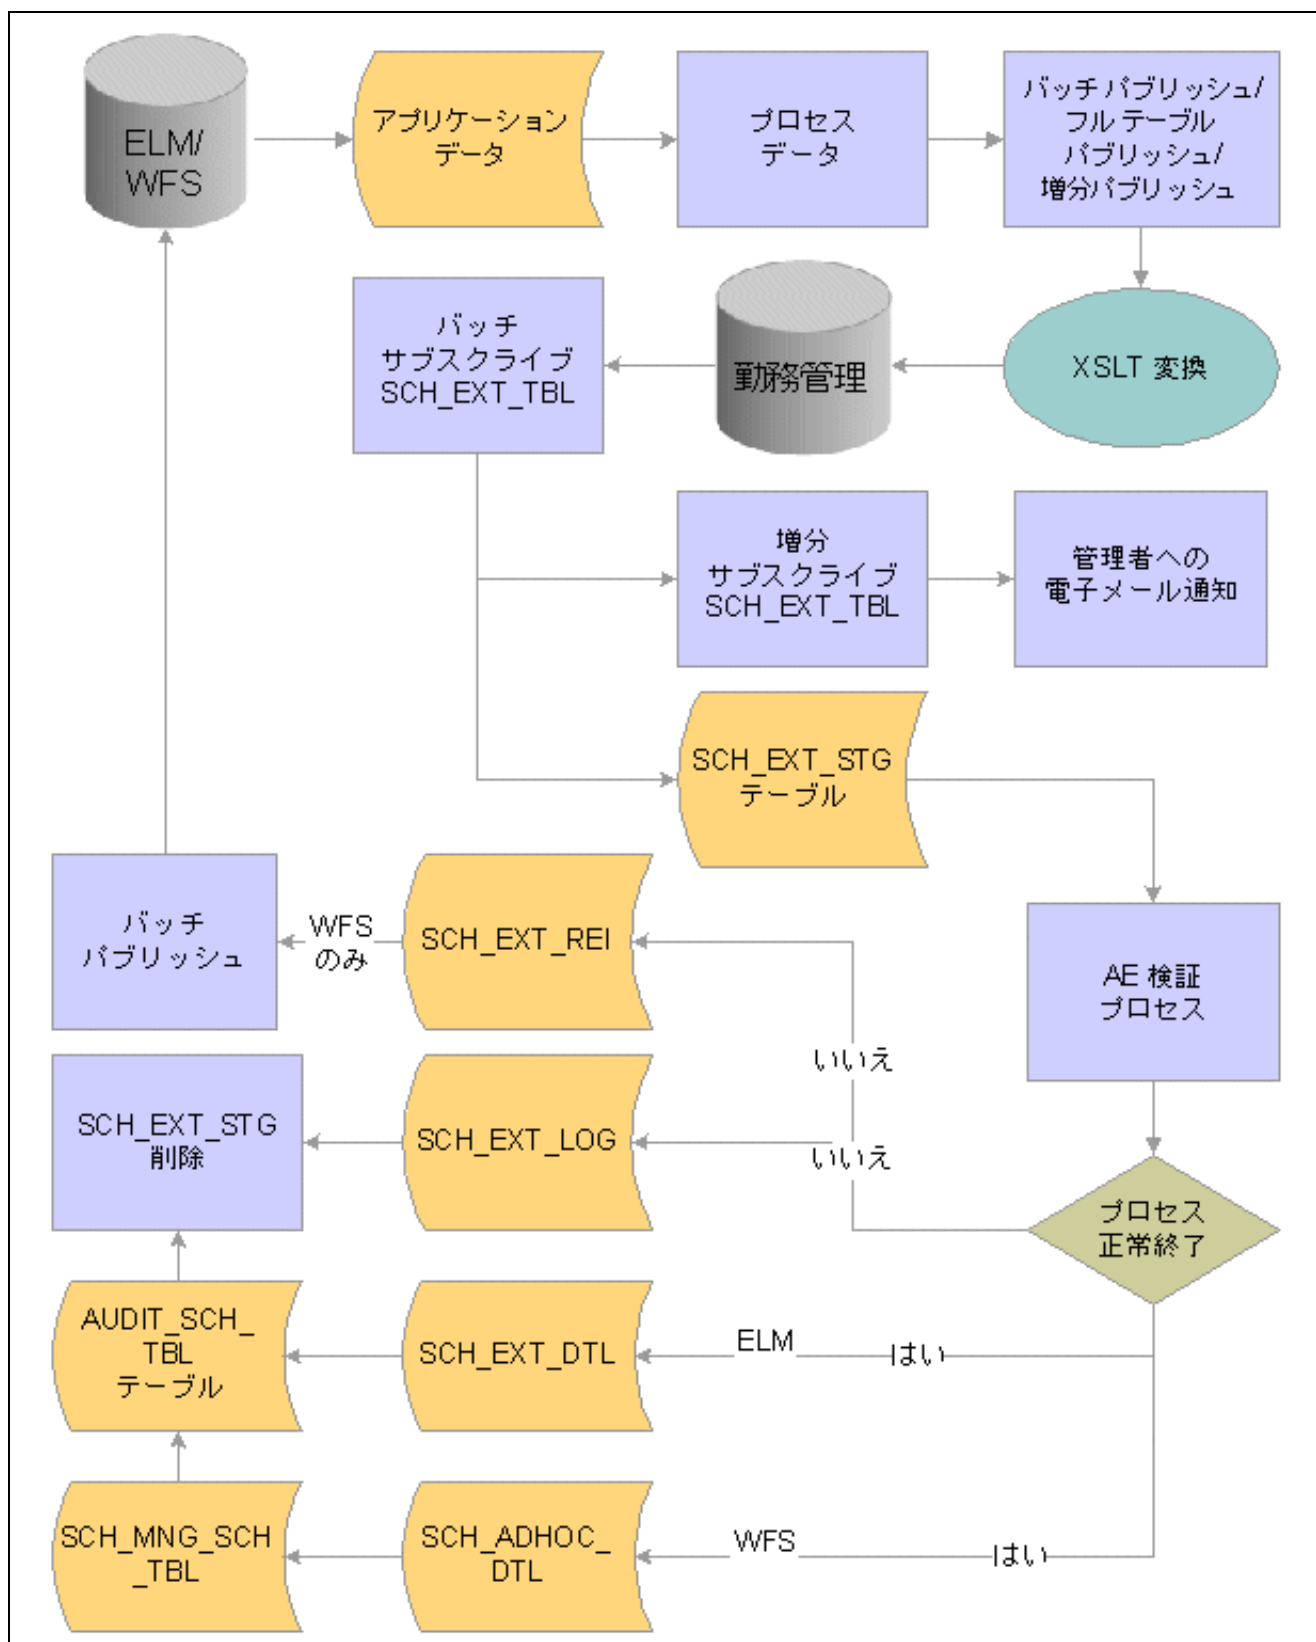 ELM/
WFS
アプリケーション
データ
プロセス
データ
バッチ パブリッシュ/
フル テーブル
パブリッシュ/
増分パブリッシュ
バッチ
サブスクライブ
SCH_EXT_TBL
勤務管理
XSLT 変換
増分
サブスクライブ
SCH_EXT_TBL
管理者への
電子メール通知
SCH_EXT_STG
テーブル
バッチ
パブリッシュ
WFS
のみ
SCH_EXT_REI
AE 検証
プロセス
いいえ
SCH_EXT_STG
削除
SCH_EXT_LOG
いいえ
プロセス
正常終了
AUDIT_SCH_
TBL
テーブル
SCH_EXT_DTL
ELM
はい
SCH_MNG_SCH
_TBL
SCH_ADHOC_
DTL
WFS
はい